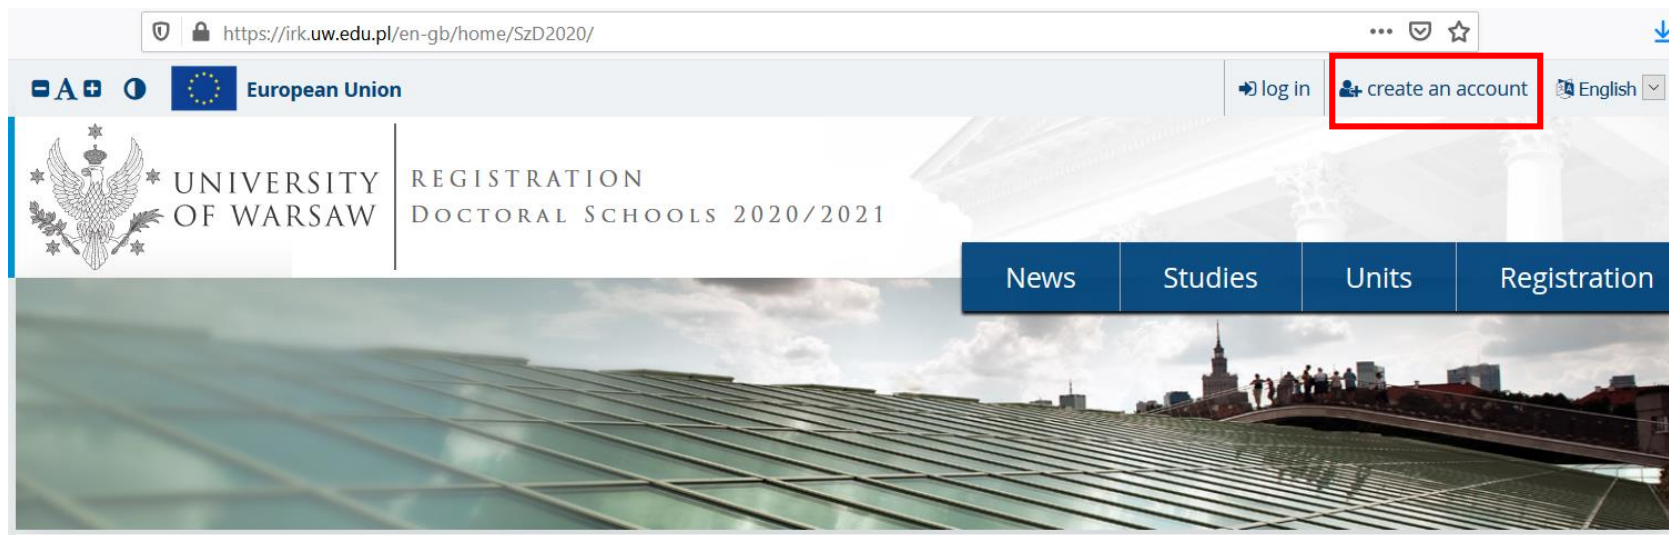 https://irk.uw.edu.pl/en-gb/home/SzD2020/
A European Union log in create an account English
UNIVERSITY OF WARSAW
REGISTRATION
DOCTORAL SCHOOLS 2020/2021
News Studies Units Registration